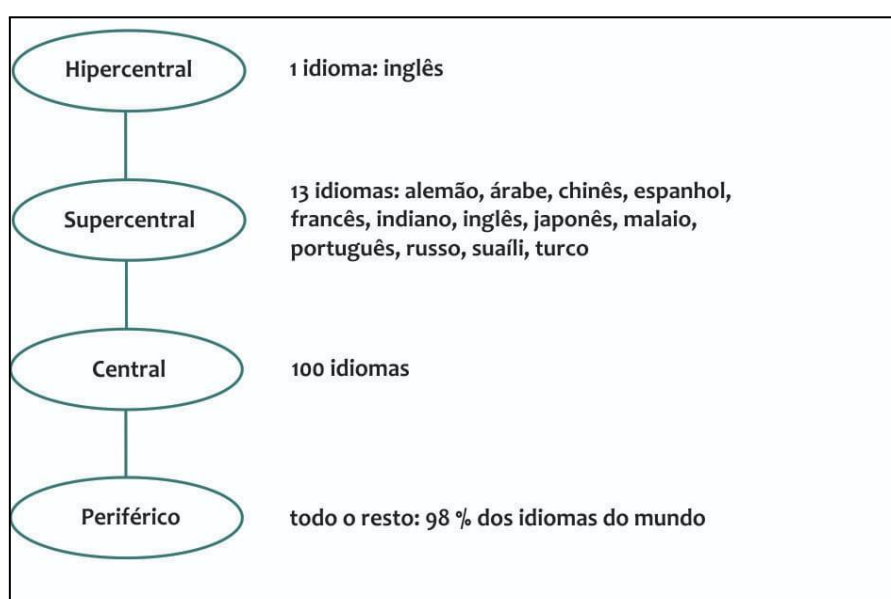 Hipercentral
1 idioma: inglês
Supercentral
13 idiomas: alemão, árabe, chinês, espanhol,
francês, indiano, inglês, japonês, malaio,
português, russo, suaíli, turco
Central
100 idiomas
Periférico
todo o resto: 98 % dos idiomas do mundo